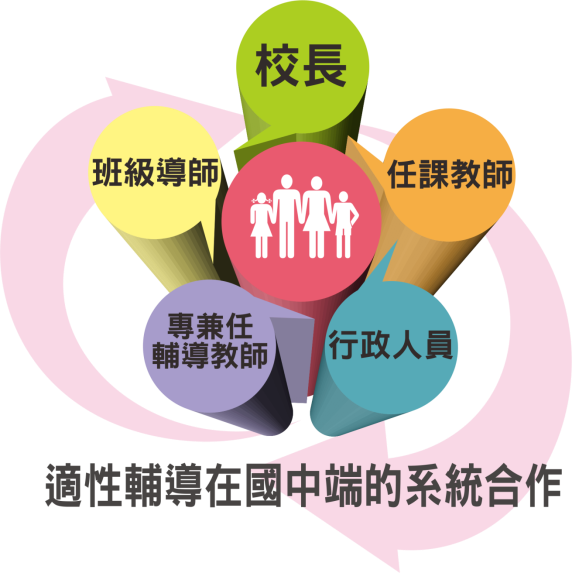 校長
班級導師
任課教師
專兼任
輔導教師
行政人員
適性輔導在國中端的系統合作